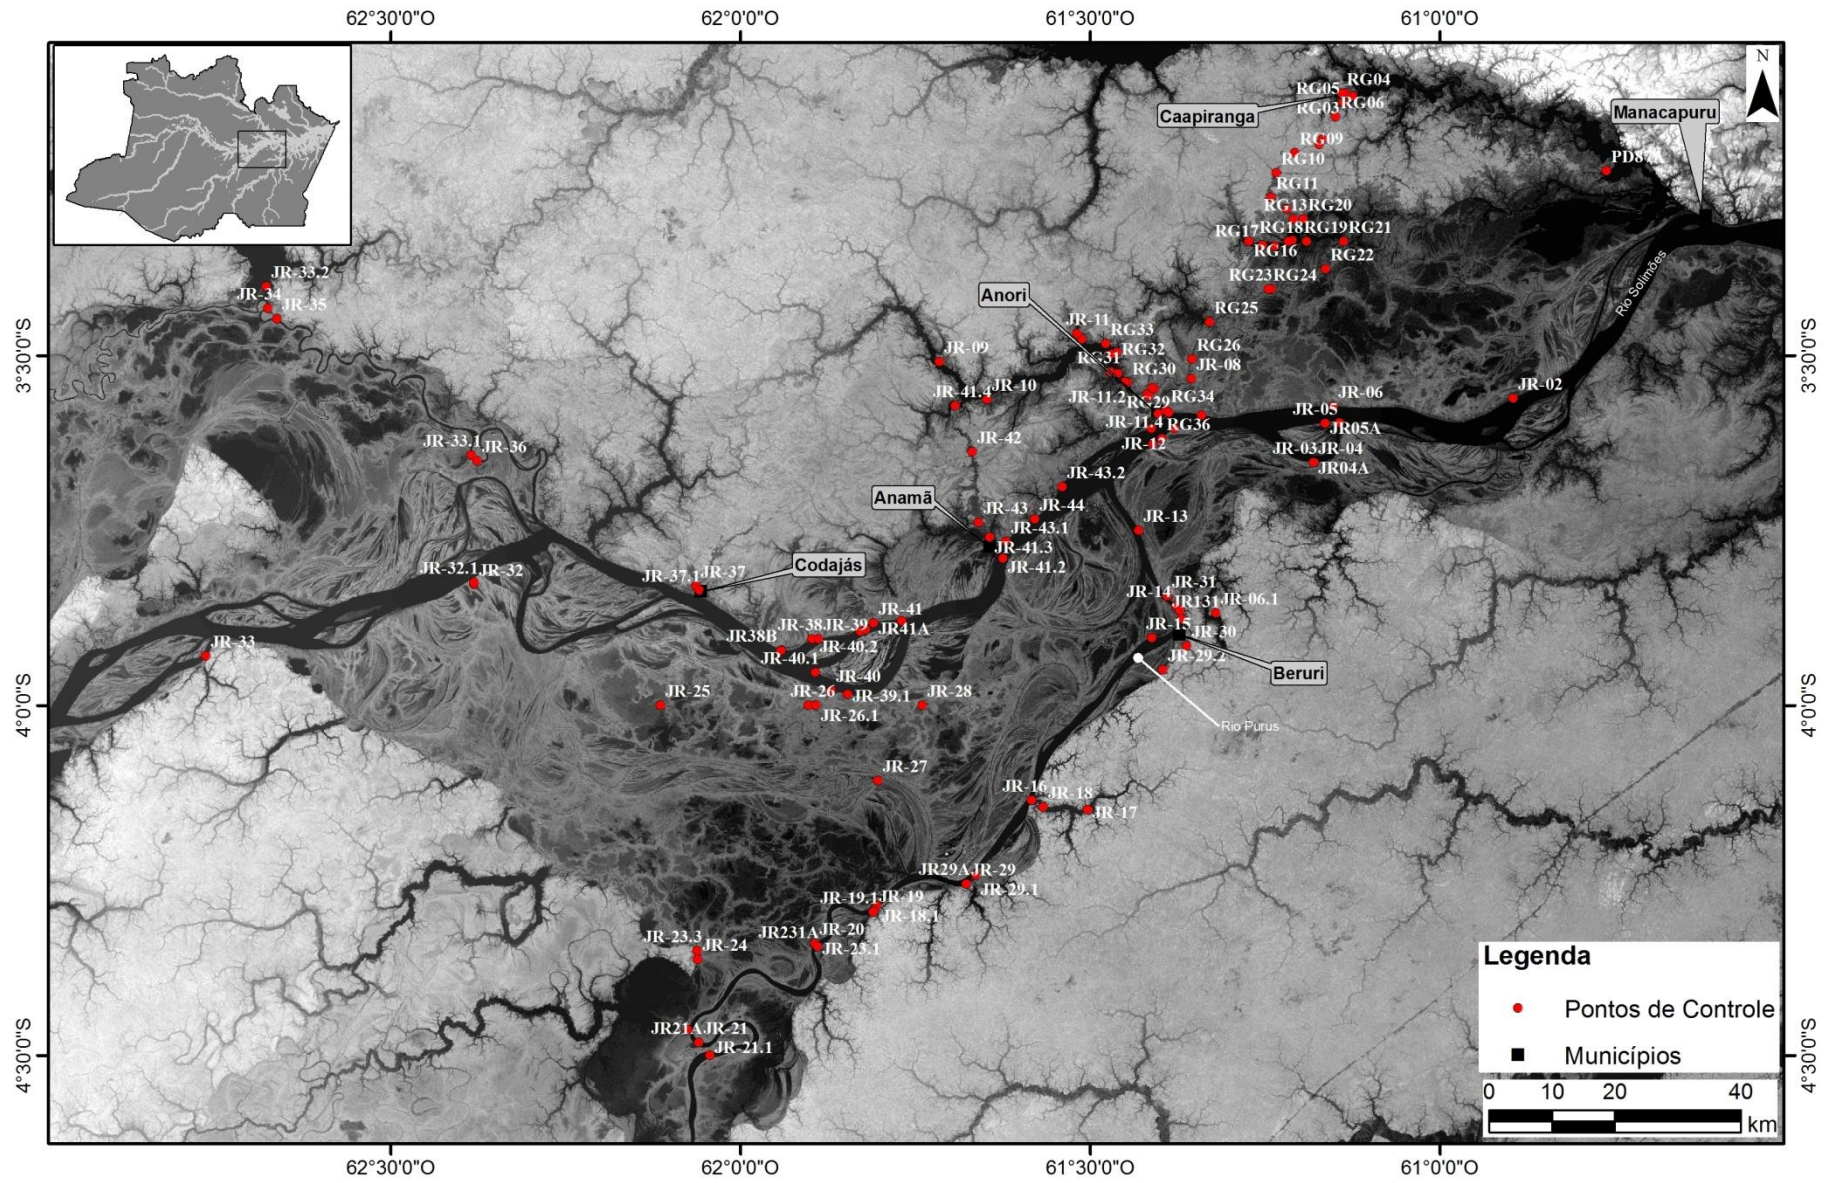 62°30'0"O
62°0'0"O
61°30'0"O
61°0'0"O
N
RG04
RG05
RG06
RG03
Caapiranga
Manacapuru
RG09
PD87A
RG10
RG11
RG13
RG20
RG17
RG18
RG19
RG21
RG16
RG22
RG23
RG24
Rio Solimões
JR-33.2
JR-34
JR-35
Anori
RG25
JR-11
RG33
RG32
RG31
RG26
JR-08
RG30
3°30'0"S
3°30'0"S
JR-09
JR-10
JR-41.4
JR-11.2
RG29
RG34
JR-02
JR-06
JR-05
JR05A
JR-11.4
RG36
JR-12
JR-03
JR-04
JR04A
JR-33.1
JR-36
JR-42
JR-43.2
Anamã
JR-43
JR-44
JR-43.1
JR-13
JR-41.3
JR-41.2
JR-32.1
JR-32
JR-37.1
JR-37
Codajás
JR-31
JR-14
JR131
JR-06.1
JR-15
JR-30
JR-29.2
Beruri
JR-41
JR-38
JR-39
JR41A
JR38B
JR-40.2
JR-40.1
JR-33
JR-40
JR-25
JR-26
JR-39.1
JR-28
JR-26.1
Rio Purus
4°0'0"S
4°0'0"S
JR-27
JR-16
JR-18
JR-17
JR29A
JR-29
JR-29.1
JR-19.1
JR-19
JR-18.1
JR231A
JR-20
JR-23.1
JR-23.3
JR-24
JR21A
JR-21
JR-21.1
4°30'0"S
4°30'0"S
Legenda
Pontos de Controle
Municípios
0 10 20 40
km
62°30'0"O
62°0'0"O
61°30'0"O
61°0'0"O